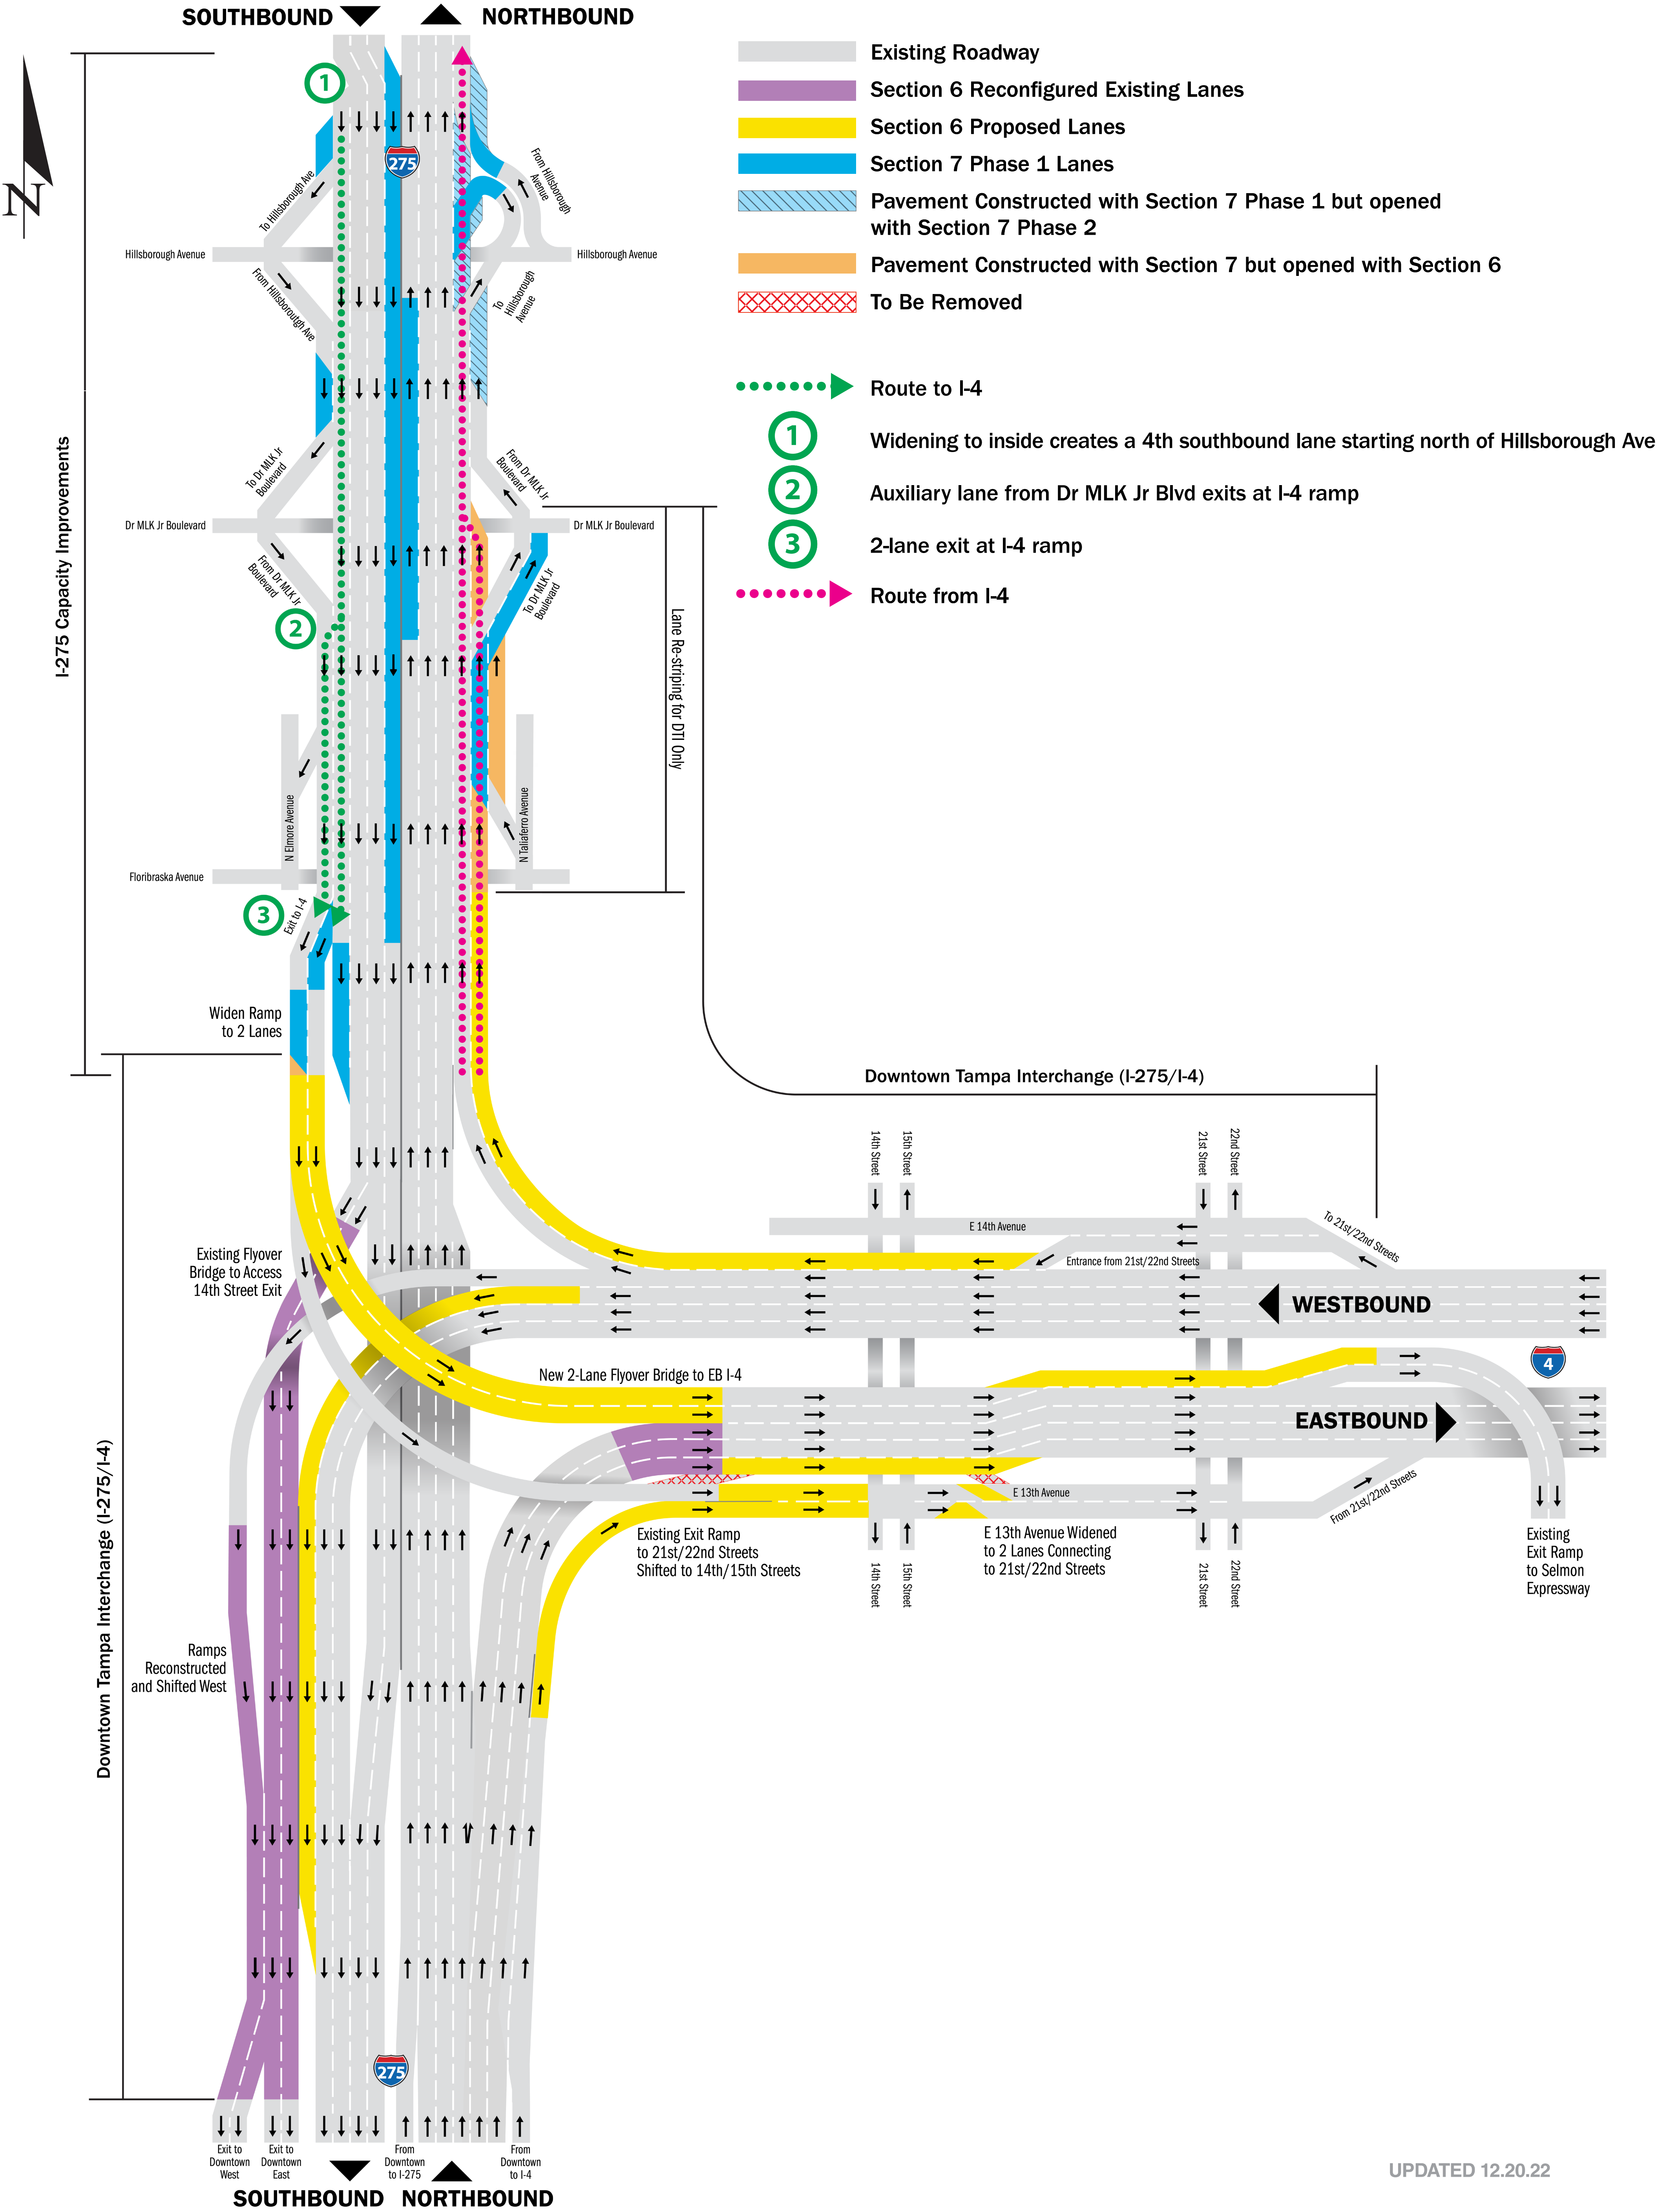 SOUTHBOUND
NORTHBOUND
Existing Roadway
Section 6 Reconfigured Existing Lanes
Section 6 Proposed Lanes
Section 7 Phase 1 Lanes
Pavement Constructed with Section 7 Phase 1 but opened
with Section 7 Phase 2
Pavement Constructed with Section 7 but opened with Section 6
To Be Removed
Route to I-4
1
Widening to inside creates a 4th southbound lane starting north of Hillsborough Ave
2
Auxiliary lane from Dr MLK Jr Blvd exits at I-4 ramp
3
2-lane exit at I-4 ramp
Route from I-4
N
1
275
To Hillsborough Ave
From Hillsborough
Avenue
Hillsborough Avenue
Hillsborough Avenue
From Hillsboroutgh Ave
To
Hillsborough
Avenue
I-275 Capacity Improvements
To Dr MLK Jr
Boulevard
From Dr MLK Jr
Boulevard
Dr MLK Jr Boulevard
Dr MLK Jr Boulevard
From Dr MLK Jr
Boulevard
To Dr MLK Jr
Boulevard
2
Lane Re-striping for DTI Only
N Elmore Avenue
N Taliaferro Avenue
Floribraska Avenue
3
Exit to I-4
Widen Ramp
to 2 Lanes
Downtown Tampa Interchange (I-275/I-4)
14th Street
15th Street
21st Street
22nd Street
E 14th Avenue
To 21st/22nd Streets
Entrance from 21st/22nd Streets
Existing Flyover
Bridge to Access
14th Street Exit
WESTBOUND
4
New 2-Lane Flyover Bridge to EB I-4
EASTBOUND
E 13th Avenue
From 21st/22nd Streets
Existing Exit Ramp
to 21st/22nd Streets
Shifted to 14th/15th Streets
E 13th Avenue Widened
to 2 Lanes Connecting
to 21st/22nd Streets
Existing
Exit Ramp
to Selmon
Expressway
14th Street
15th Street
21st Street
22nd Street
Downtown Tampa Interchange (I-275/I-4)
Ramps
Reconstructed
and Shifted West
275
Exit to
Downtown
West
Exit to
Downtown
East
From
Downtown
to I-275
From
Downtown
to I-4
SOUTHBOUND
NORTHBOUND
UPDATED 12.20.22